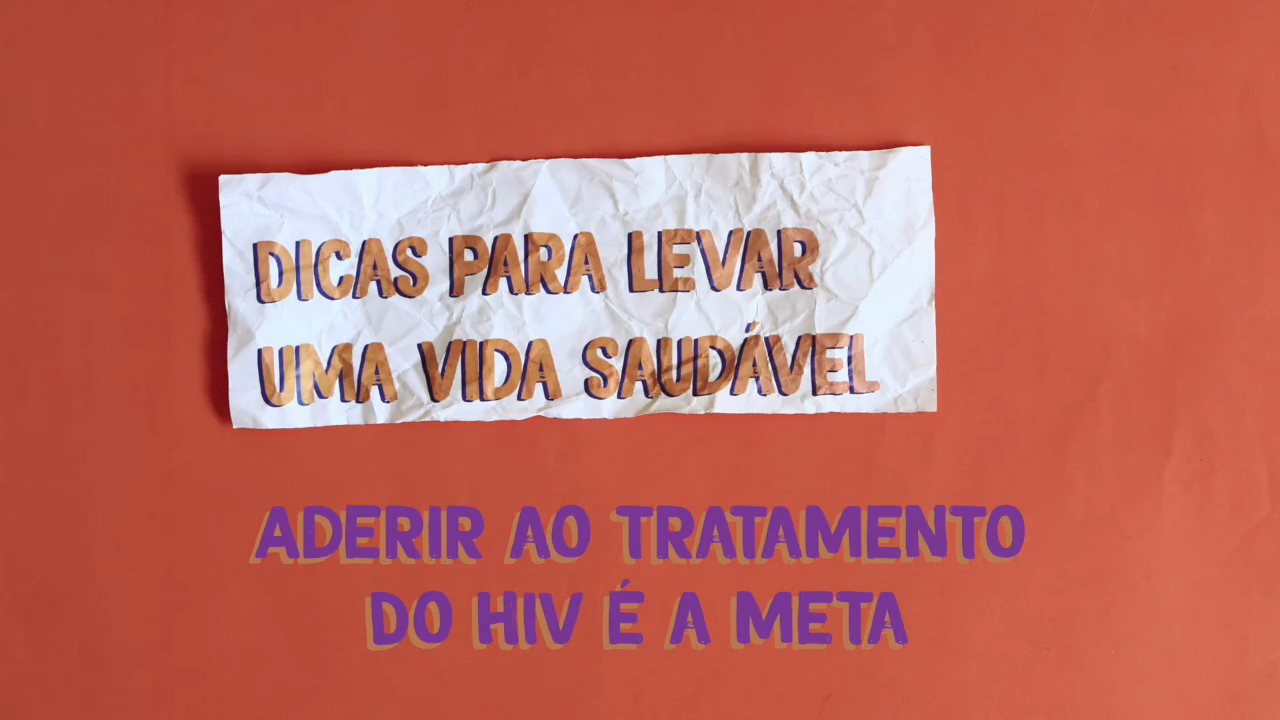 DICAS PARA LEVAR
UMA VIDA SAUDÁVEL
ADERIR AO TRATAMENTO
DO HIV É A META